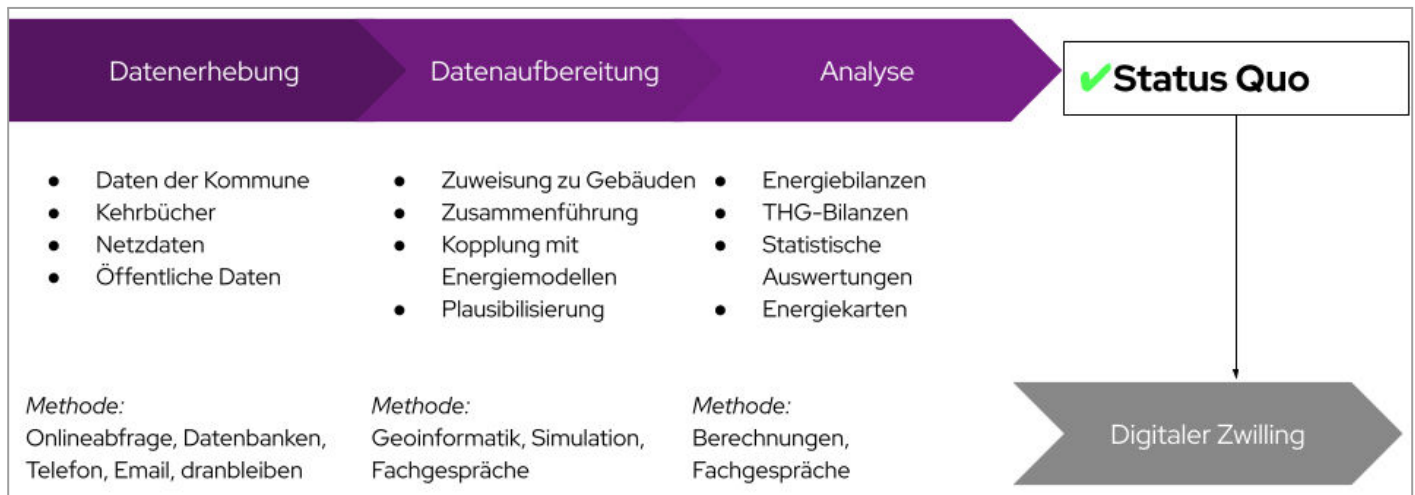 Datenerhebung
Datenaufbereitung
Analyse
✔Status Quo
● Daten der Kommune
● Kehrbücher
● Netzdaten
● Öffentliche Daten
● Zuweisung zu Gebäuden
● Zusammenführung
● Kopplung mit
Energiemodellen
● Plausibilisierung
● Energiebilanzen
● THG-Bilanzen
● Statistische
Auswertungen
● Energiekarten
Methode:
Onlineabfrage, Datenbanken,
Telefon, Email, dranbleiben
Methode:
Geoinformatik, Simulation,
Fachgespräche
Methode:
Berechnungen,
Fachgespräche
Digitaler Zwilling